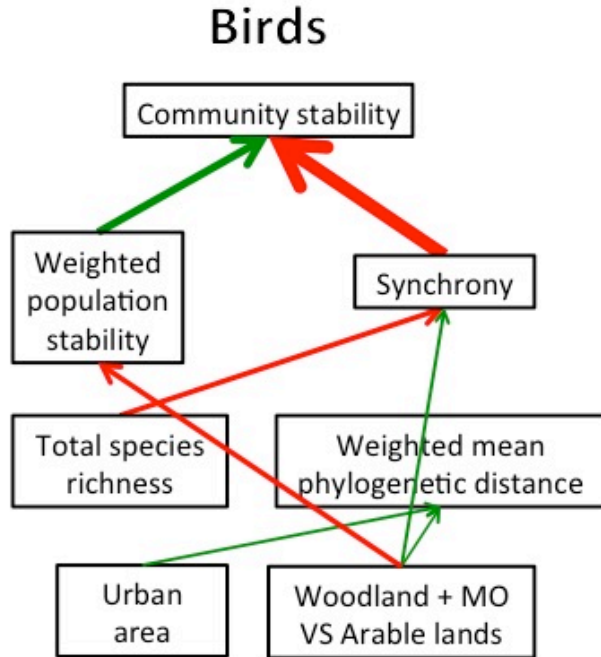 Birds
Community stability
Weighted
population
stability
Synchrony
Total species
richness
Weighted mean
phylogenetic distance
Urban
area
Woodland + MO
VS Arable lands